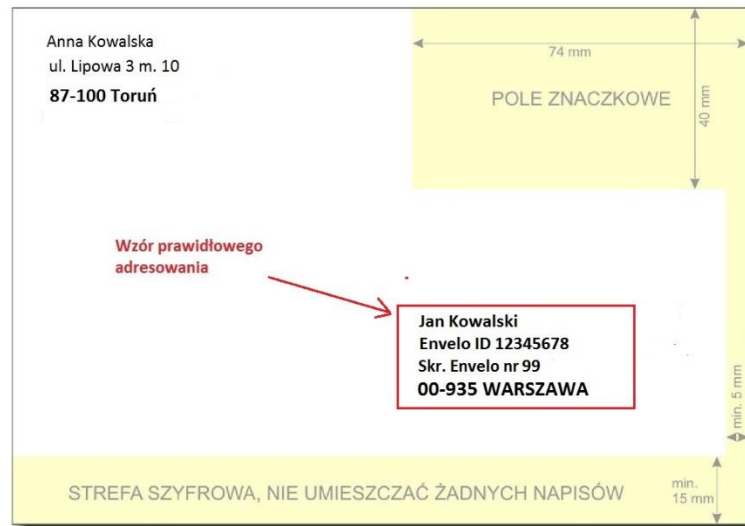 Anna Kowalska
ul. Lipowa 3 m. 10
87-100 Toruń
74 mm
POLE ZNACZKOWE
40 mm
Wzór prawidłowego
adresowania
Jan Kowalski
Envelo ID 12345678
Skr. Envelo nr 99
00-935 WARSZAWA
min. 5 mm
STREFA SZYFROWA, NIE UMIESZCZAĆ ŻADNYCH NAPISÓW
min.
15 mm